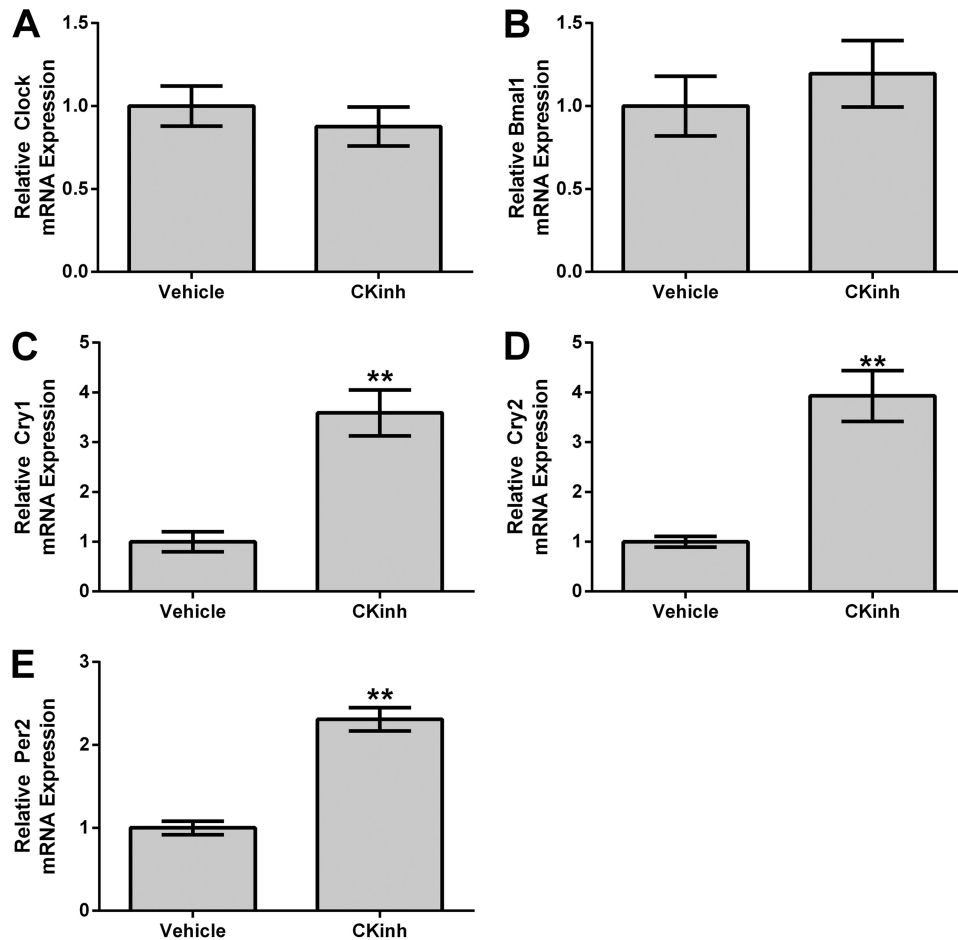 A
Relative Clock
mRNA Expression
1.5
1.0
0.5
0.0
Vehicle
CKinh
B
Relative Bmal1
mRNA Expression
1.5
1.0
0.5
0.0
Vehicle
CKinh
C
Relative Cry1
mRNA Expression
5
4
3
2
1
0
**
Vehicle
CKinh
D
Relative Cry2
mRNA Expression
5
4
3
2
1
0
**
Vehicle
CKinh
E
Relative Per2
mRNA Expression
3
2
1
0
**
Vehicle
CKinh